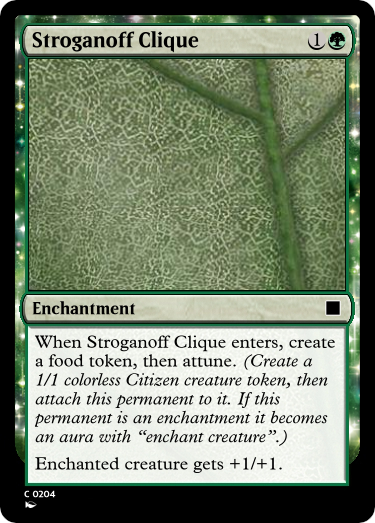 Stroganoff Clique 1
Enchantment
When Stroganoff Clique enters, create
a food token, then attune. (Create a
1/1 colorless Citizen creature token, then
attach this permanent to it. If this
permanent is an enchantment it becomes
an aura with “enchant creature”.)
Enchanted creature gets +1/+1.
C 0204